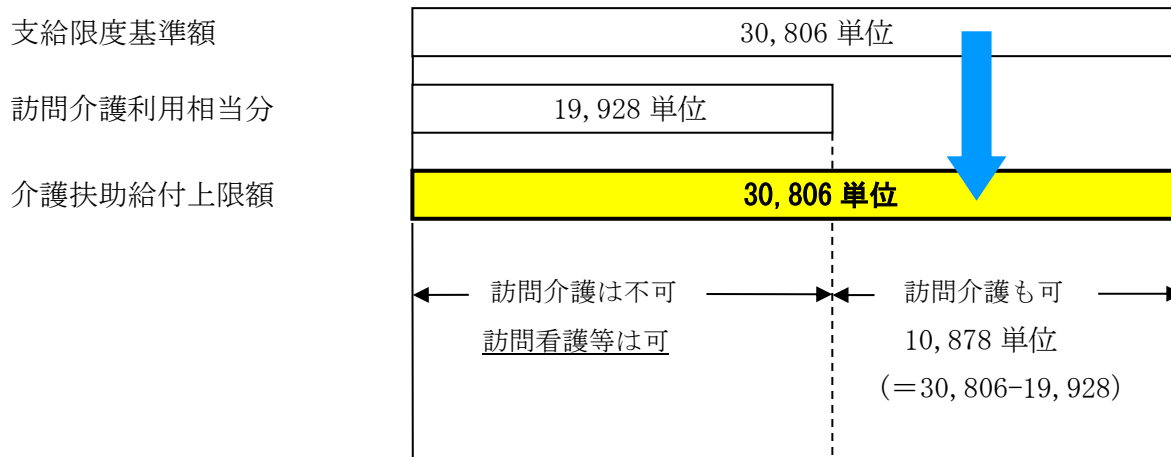 支給限度基準額
30,806 単位
訪問介護利用相当分
19,928 単位
介護扶助給付上限額
30,806 単位
訪問介護は不可
訪問介護も可
訪問看護等は可
10,878 単位
(=30,806-19,928)